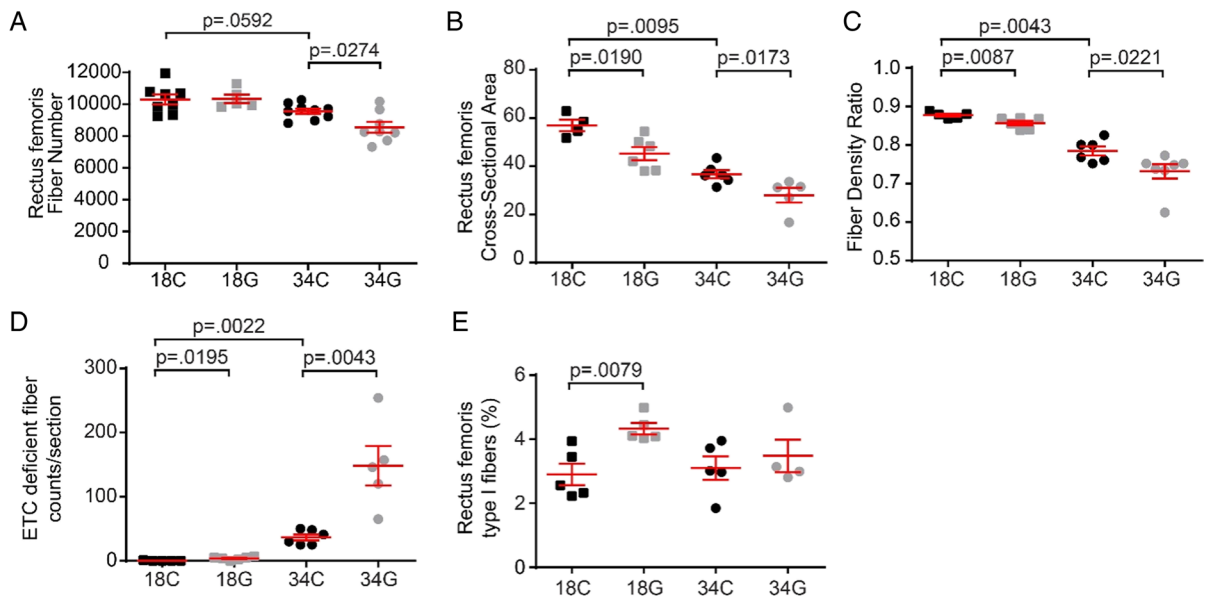 A
p=.0592
p=.0274
Rectus femoris
Fiber Number
12000
10000
8000
6000
4000
2000
0
18C 18G 34C 34G
B
p=.0095
p=.0190 p=.0173
Rectus femoris
Cross-Sectional Area
80
60
40
20
0
18C 18G 34C 34G
C
p=.0043
p=.0087 p=.0221
Fiber Density Ratio
1.0
0.9
0.8
0.7
0.6
0.5
18C 18G 34C 34G
D
p=.0022
p=.0195 p=.0043
ETC deficient fiber
counts/section
300
200
100
0
18C 18G 34C 34G
E
p=.0079
Rectus femoris
type I fibers (%)
6
4
2
0
18C 18G 34C 34G